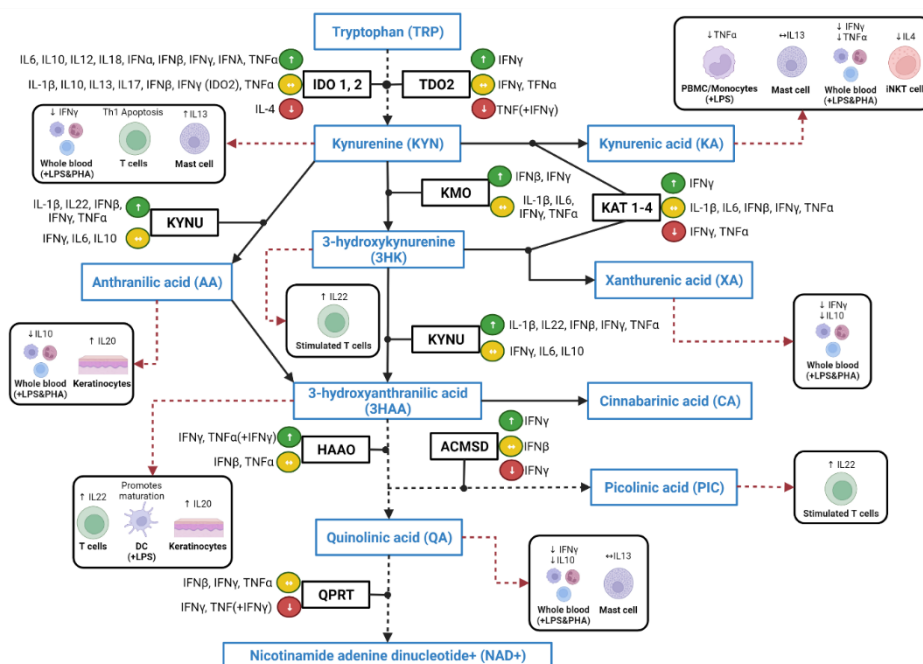 Tryptophan (TRP)
IL6, IL10, IL12, IL18, IFNα, IFNβ, IFNγ, IFNλ, TNFα ↑
IL-1β, IL10, IL13, IL17, IFNβ, IFNγ (IDO2), TNFα ↔
IL-4 ↓
IDO 1, 2
TDO2
↑ IFNγ
↔ IFNγ, TFNα
↓ TNF(+IFNγ)
↓TNFα
PBMC/Monocytes
(+LPS)
↔IL13
Mast cell
↓ IFNγ
↓TNFα
Whole blood
(+LPS&PHA)
↓IL4
iNKT cell
↓ IFNγ
Whole blood
(+LPS&PHA)
Th1 Apoptosis
T cells
↑IL13
Mast cell
Kynurenine (KYN)
Kynurenic acid (KA)
IL-1β, IL22, IFNβ,
IFNγ, TNFα ↑
IFNγ, IL6, IL10 ↔
KYNU
KMO
↑ IFNβ, IFNγ
↔ IL-1β, IL6,
IFNγ, TNFα
KAT 1-4
↑ IFNγ
↔ IL-1β, IL6, IFNβ, IFNγ, TNFα
↓ IFNγ, TNFα
3-hydroxykynurenine
(3HK)
Anthranilic acid (AA)
Xanthurenic acid (XA)
↑ IL22
Stimulated T cells
↓IL10
Whole blood
(+LPS&PHA)
↑ IL20
Keratinocytes
KYNU
↑ IL-1β, IL22, IFNβ, IFNγ, TNFα
↔ IFNγ, IL6, IL10
↓ IFNγ
↓IL10
Whole blood
(+LPS&PHA)
3-hydroxyanthranilic acid
(3HAA)
Cinnabarinic acid (CA)
IFNγ, TNFα(+IFNγ) ↑
IFNβ, TNFα ↔
HAAO
ACMSD
↑ IFNγ
↔ IFNβ
↓ IFNγ
Picolinic acid (PIC)
↑ IL22
Stimulated T cells
↑ IL22
T cells
Promotes
maturation
DC
(+LPS)
↑ IL20
Keratinocytes
Quinolinic acid (QA)
↓ IFNγ
↓IL10
Whole blood
(+LPS&PHA)
↔IL13
Mast cell
IFNβ, IFNγ, TNFα ↔
IFNγ, TNF(+IFNγ) ↓
QPRT
Nicotinamide adenine dinucleotide+ (NAD+)